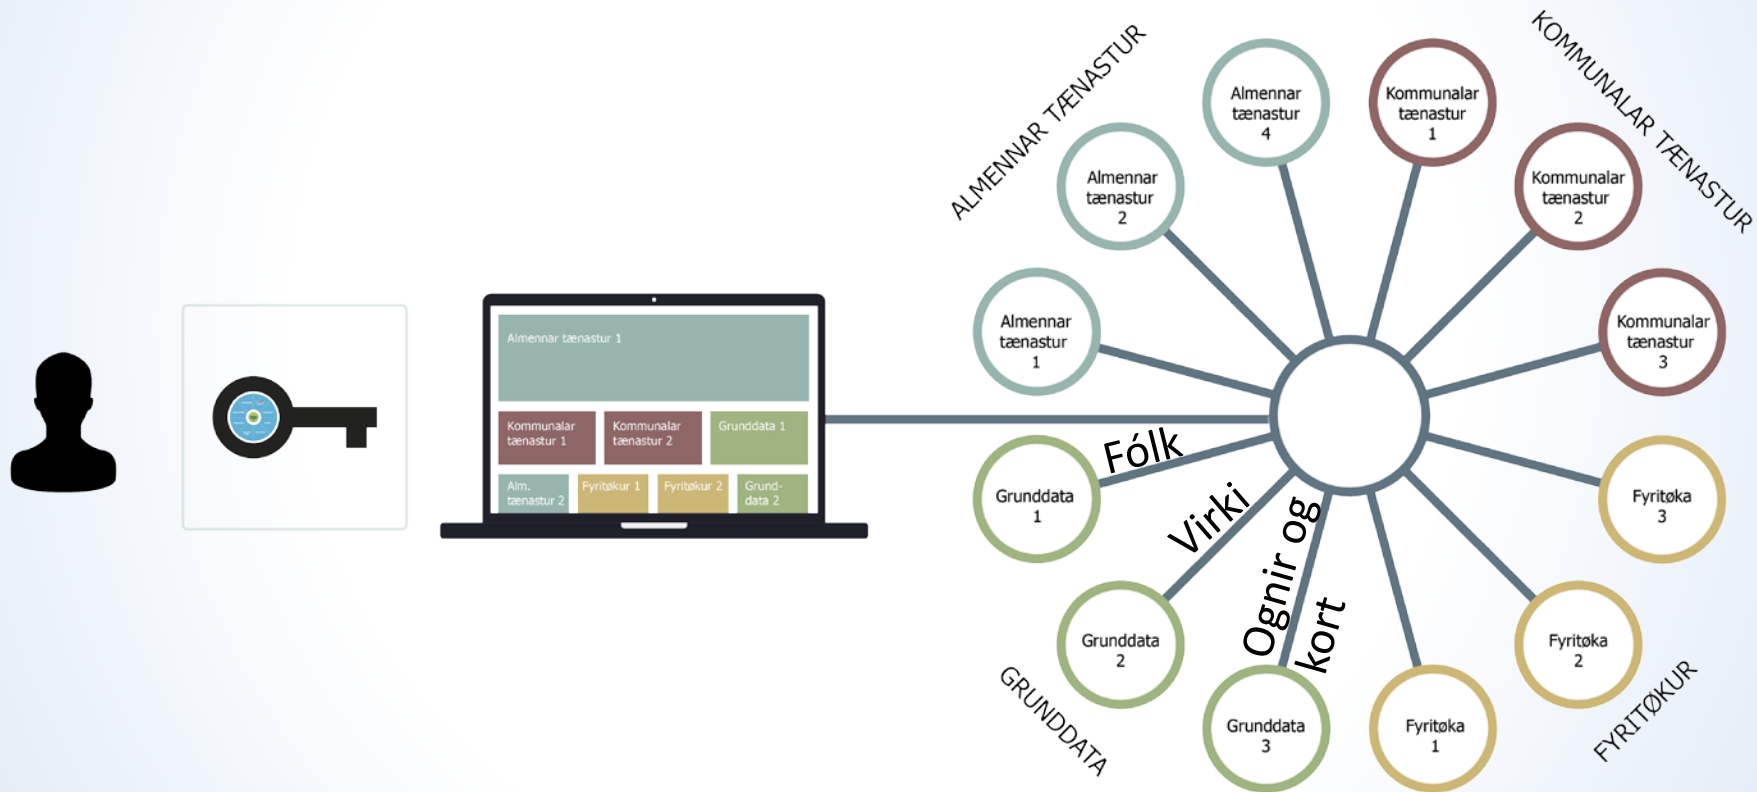 ALMENNAR TÆNASTUR
KOMMUNALAR TÆNASTUR
Almennar
tænastur
4
Kommunalar
tænastur
1
Almennar
tænastur
2
Kommunalar
tænastur
2
Almennar
tænastur
1
Kommunalar
tænastur
3
Almennar tænastur 1
Kommunalar
tænastur 1
Kommunalar
tænastur 2
Grunddata 1
Alm.
tænastur 2
Fyritøkur 1
Fyritøkur 2
Grund-
data 2
Fólk
Virki
Ognir og
kort
Grunddata
1
Fyritøka
3
Grunddata
2
Fyritøka
2
Grunddata
3
Fyritøka
1
GRUNDDATA
FYRITØKUR